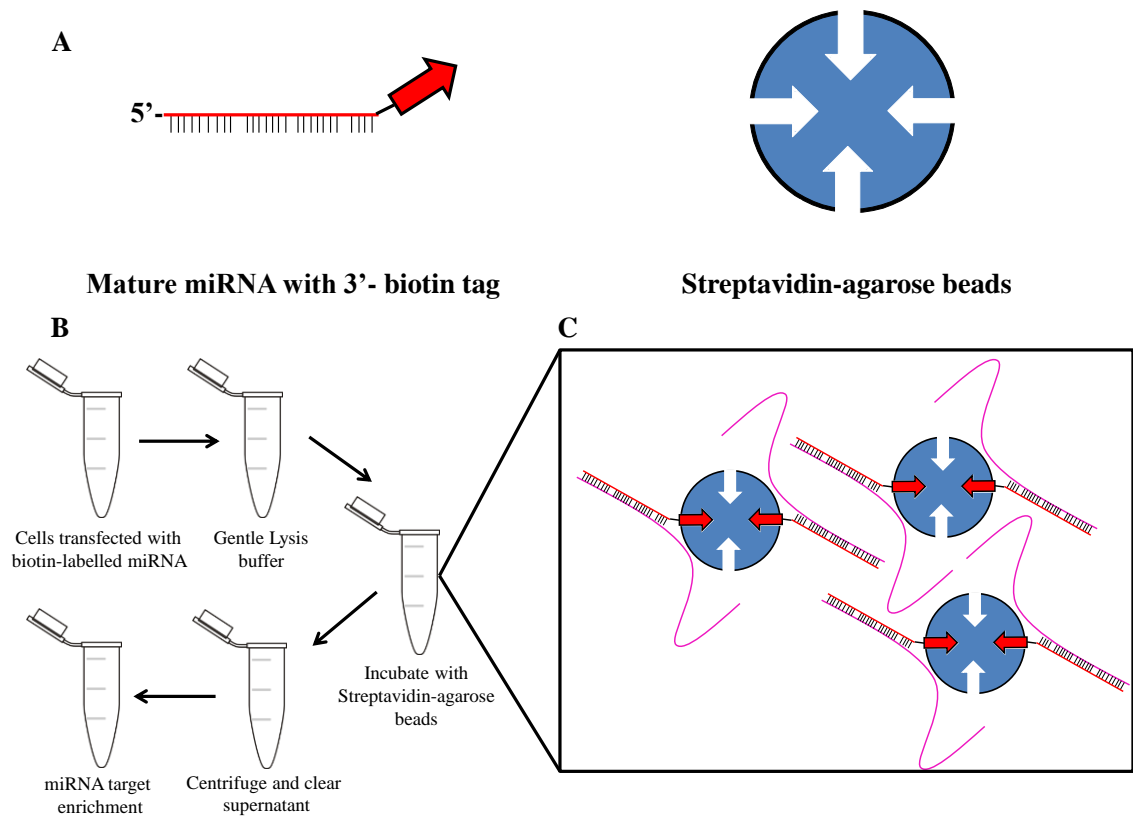 A
5’-
Mature miRNA with 3’- biotin tag
Streptavidin-agarose beads
B
C
Cells transfected with
biotin-labelled miRNA
Gentle Lysis
buffer
Incubate with
Streptavidin-agarose
beads
miRNA target
enrichment
Centrifuge and clear
supernatant